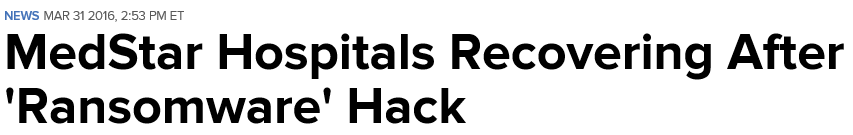 NEWS MAR 31 2016, 2:53 PM ET
MedStar Hospitals Recovering After
'Ransomware' Hack